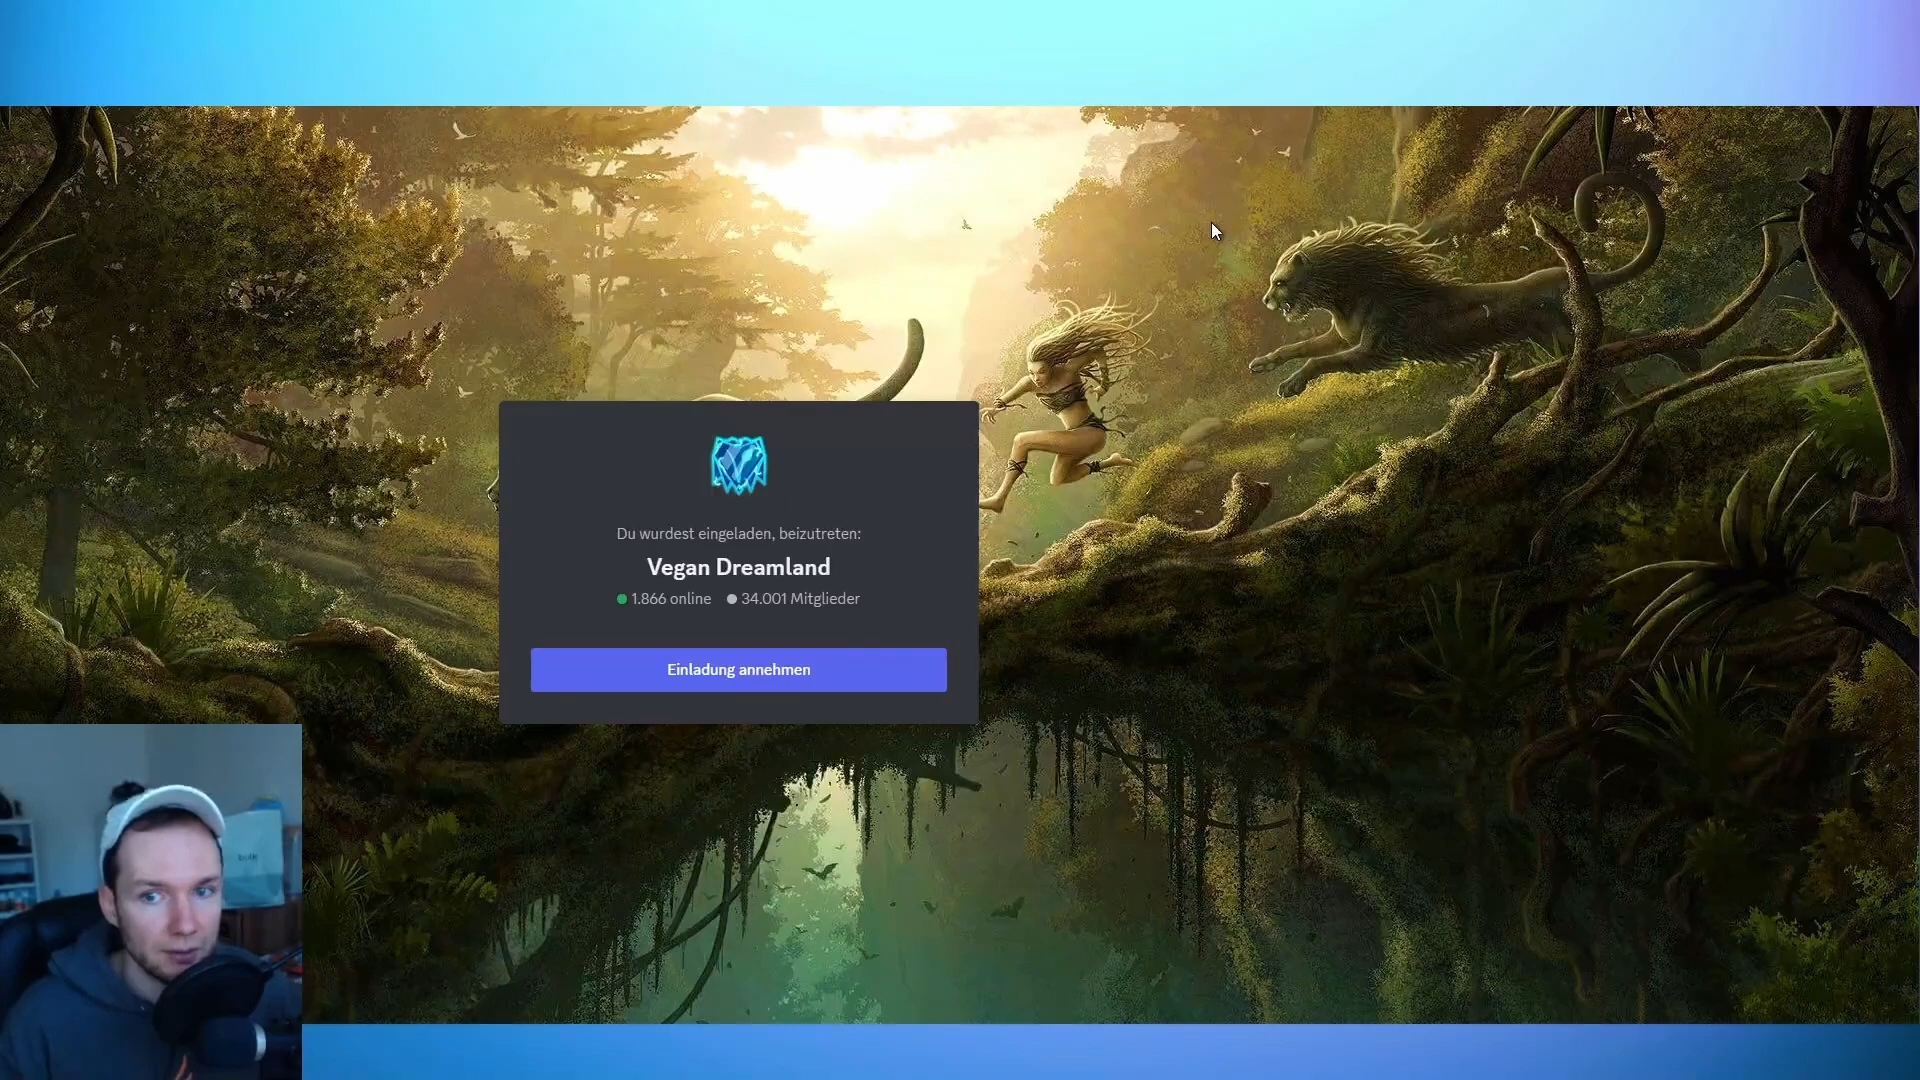 Du wurdest eingeladen, beizutreten:
Vegan Dreamland
1.866 online 34.001 Mitglieder
Einladung annehmen